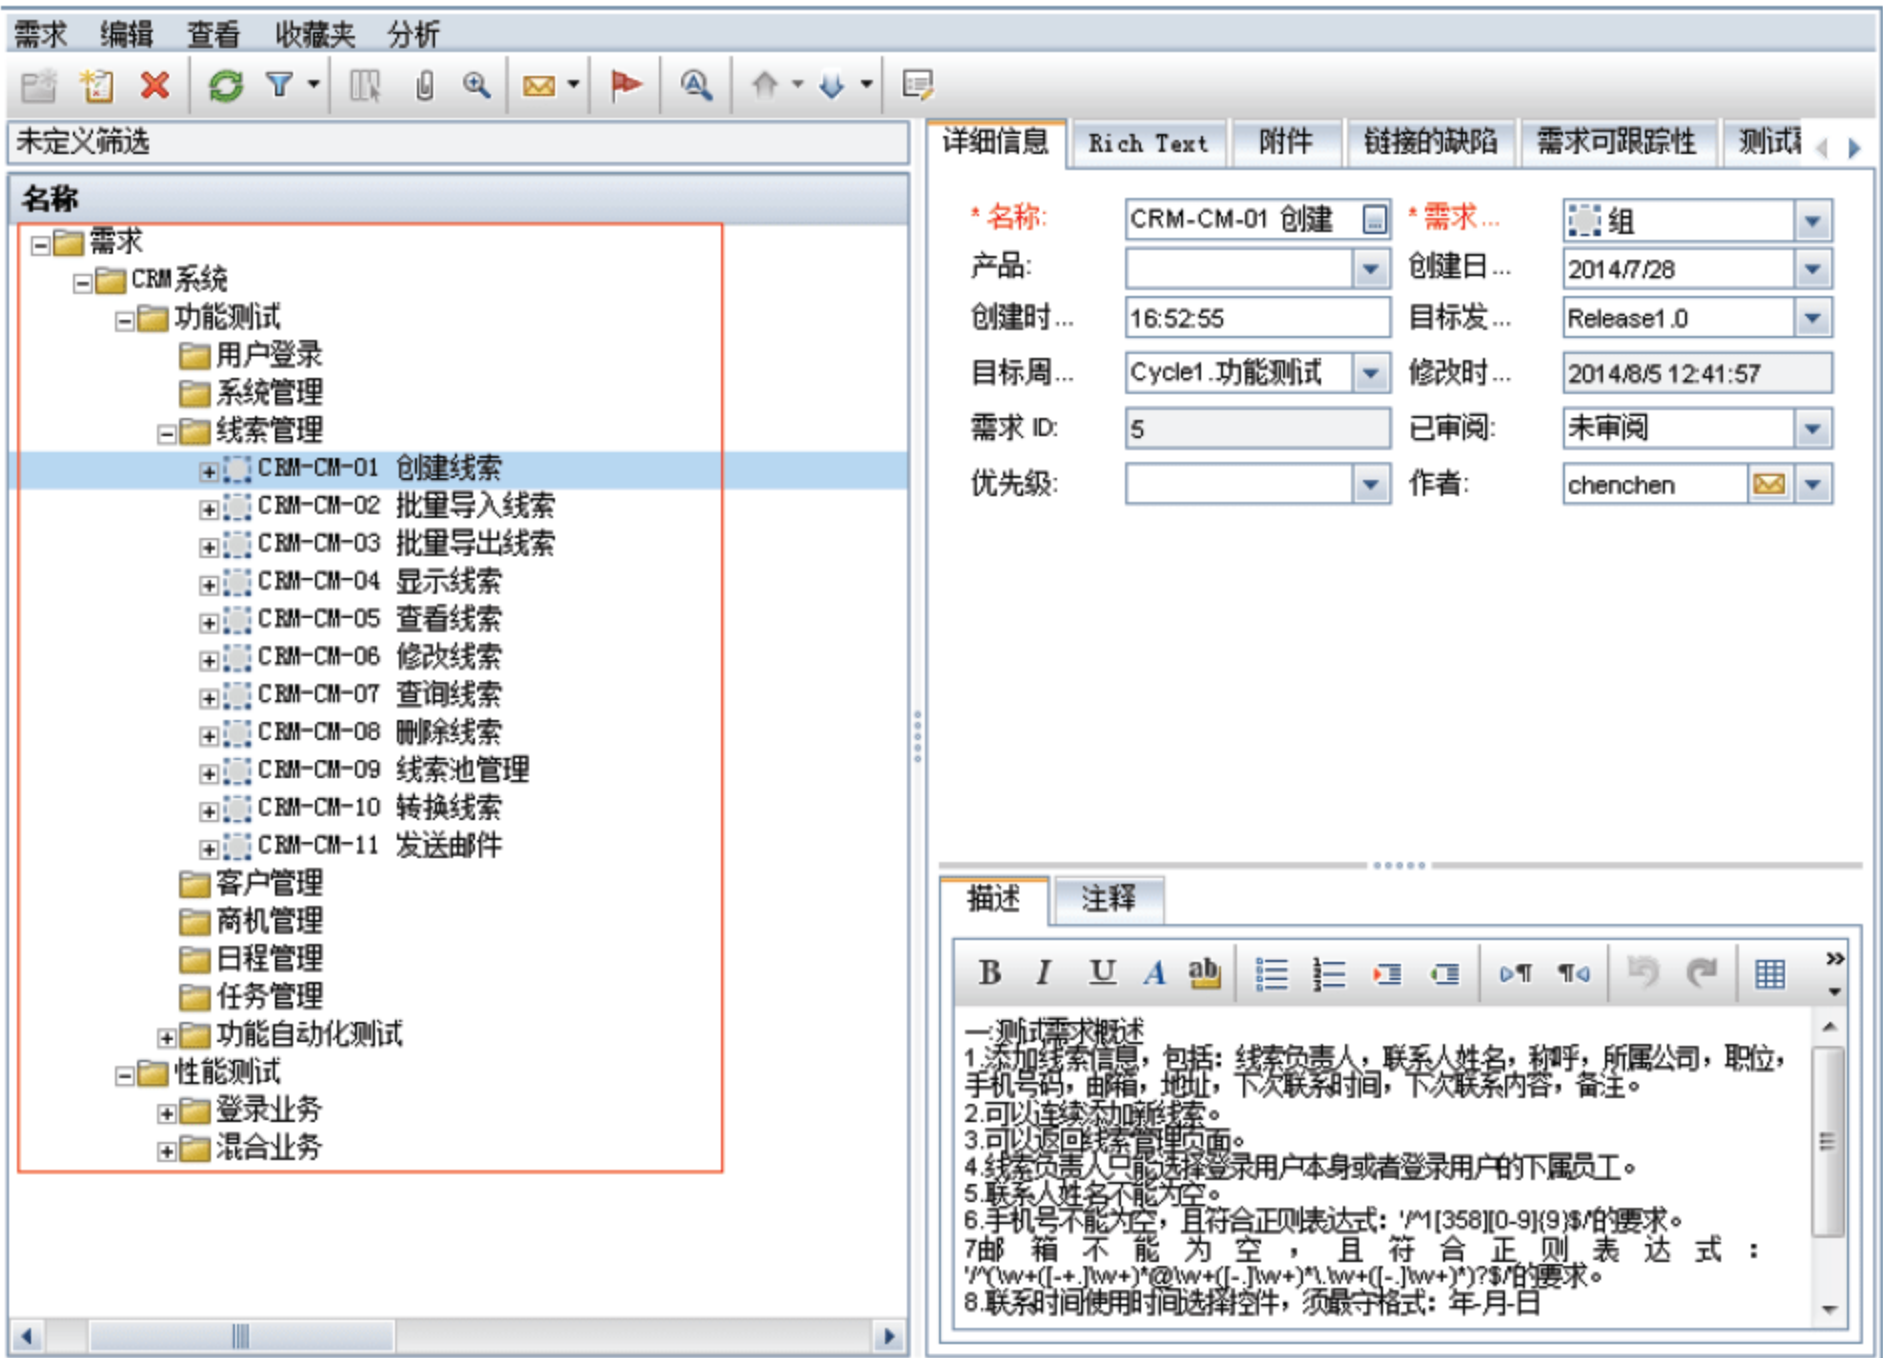 需求 编辑 查看 收藏夹 分析
未定义筛选
名称
需求
CRM系统
功能测试
用户登录
系统管理
线索管理
CRM-CM-01 创建线索
CRM-CM-02 批量导入线索
CRM-CM-03 批量导出线索
CRM-CM-04 显示线索
CRM-CM-05 查看线索
CRM-CM-06 修改线索
CRM-CM-07 查询线索
CRM-CM-08 删除线索
CRM-CM-09 线索池管理
CRM-CM-10 转换线索
CRM-CM-11 发送邮件
客户管理
商机管理
日程管理
任务管理
功能自动化测试
性能测试
登录业务
混合业务
详细信息 Rich Text 附件 链接的缺陷 需求可跟踪性 测试
*名称: CRM-CM-01 创建 *需求... 组
产品: 创建日... 2014/7/28
创建时... 16:52:55 目标发... Release1.0
目标周... Cycle1.功能测试 修改时... 2014/8/5 12:41:57
需求 ID: 5 已审阅: 未审阅
优先级: 作者: chenchen
描述 注释
一:测试需求概述
1.添加线索信息，包括：线索负责人，联系人姓名，称呼，所属公司，职位，
手机号码，邮箱，地址，下次联系时间，下次联系内容，备注。
2.可以连续添加新线索。
3.可以返回线索管理页面。
4.线索负责人只能选择登录用户本身或者登录用户的下属员工。
5.联系人姓名不能为空。
6.手机号不能为空，且符合正则表达式：'/^1[358][0-9]{9}$/'的要求。
7邮箱不能为空，且符合正则表达式：
'/^(\w+([-+.]\w+)*@\w+([-.]\w+)*\.\w+([-.]\w+)*)?$/'的要求。
8.联系时间使用时间选择控件，须最守格式：年-月-日